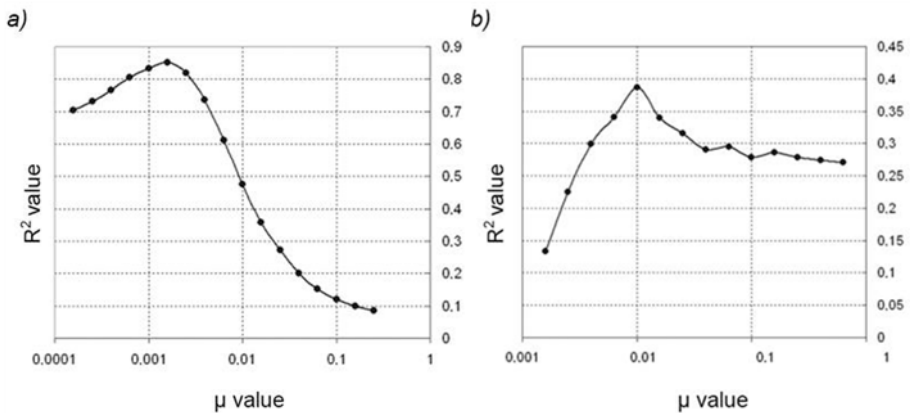 a)
R² value
0,9
0,8
0,7
0,6
0,5
0,4
0,3
0,2
0,1
0
0.0001 0.001 0.01 0.1 1
µ value
b)
R² value
0,45
0,4
0,35
0,3
0,25
0,2
0,15
0,1
0,05
0
0.001 0.01 0.1 1
µ value